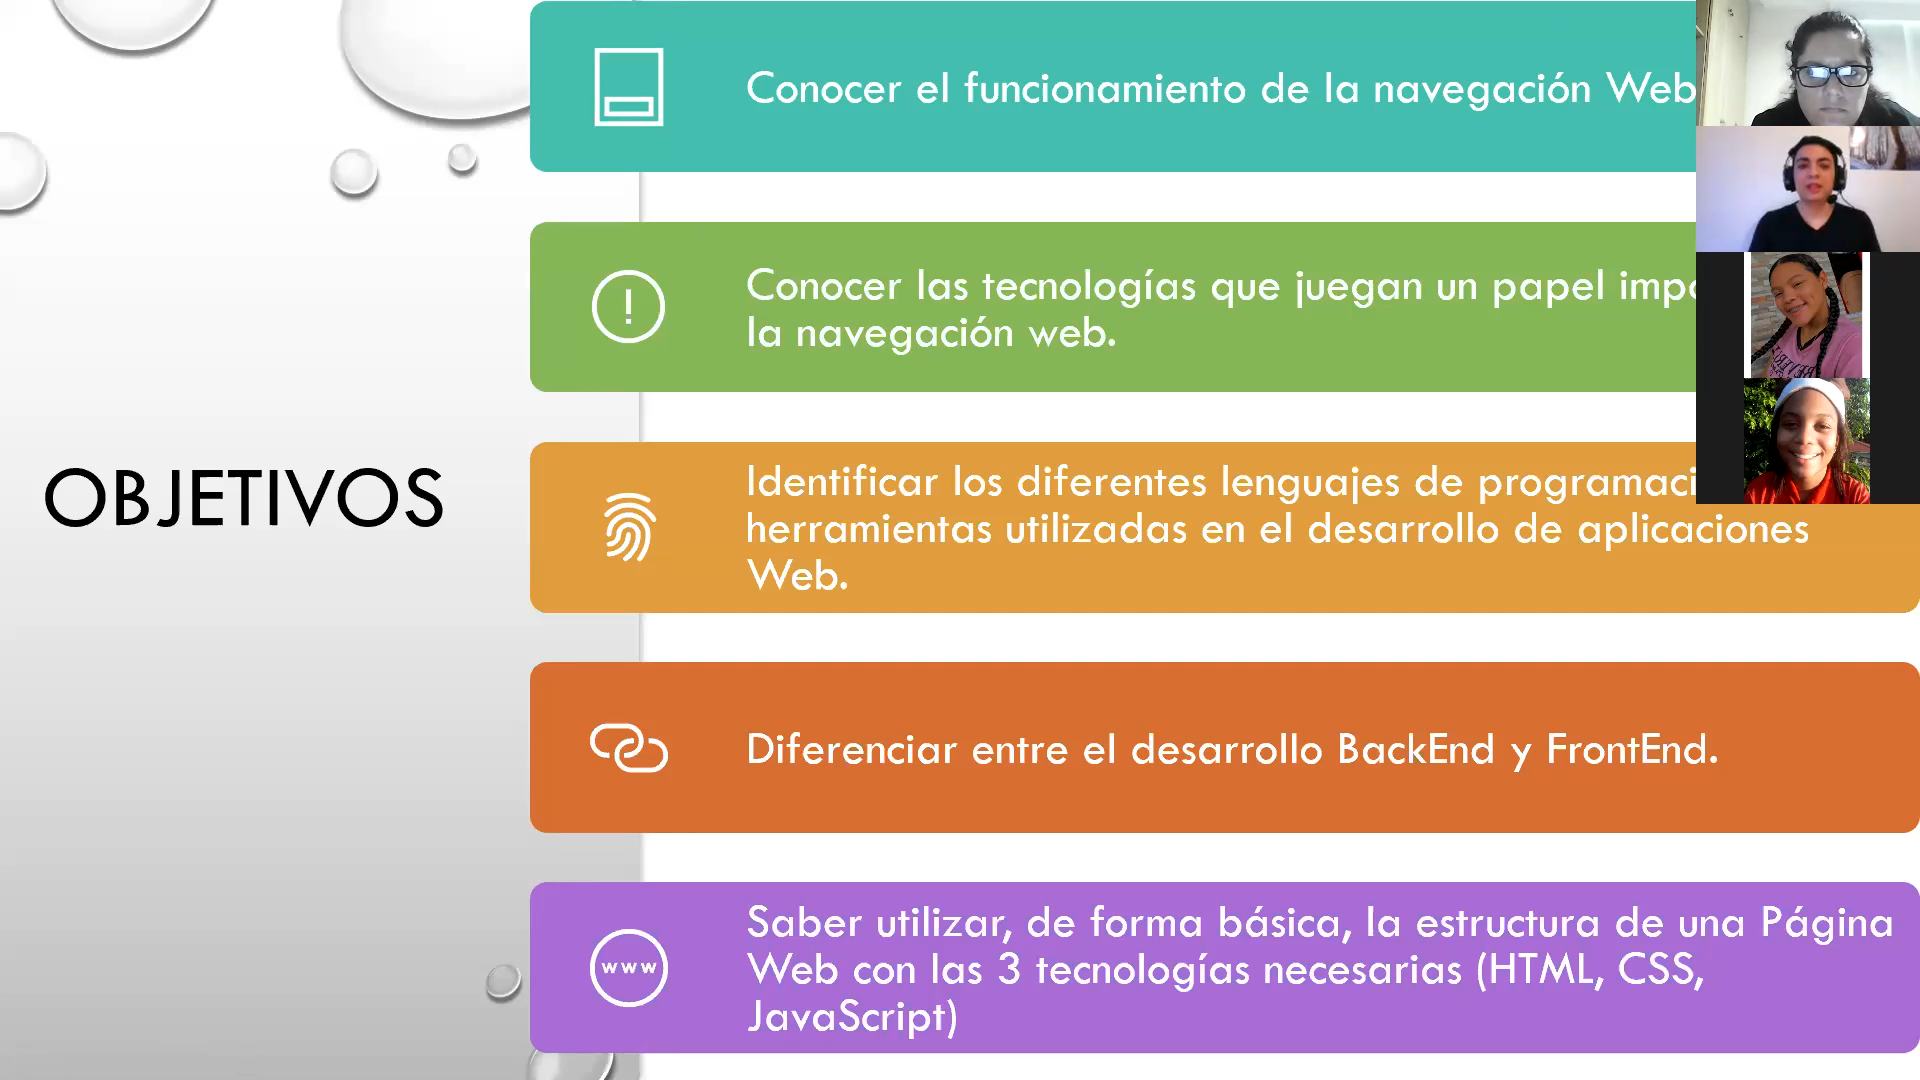 OBJETIVOS
Conocer el funcionamiento de la navegación Web
Conocer las tecnologías que juegan un papel
la navegación web.
Identificar los diferentes lenguajes de
herramientas utilizadas en el desarrollo de aplicaciones
Web.
Diferenciar entre el desarrollo BackEnd y FrontEnd.
www
Saber utilizar, de forma básica, la estructura de una Página
Web con las 3 tecnologías necesarias (HTML, CSS,
JavaScript)